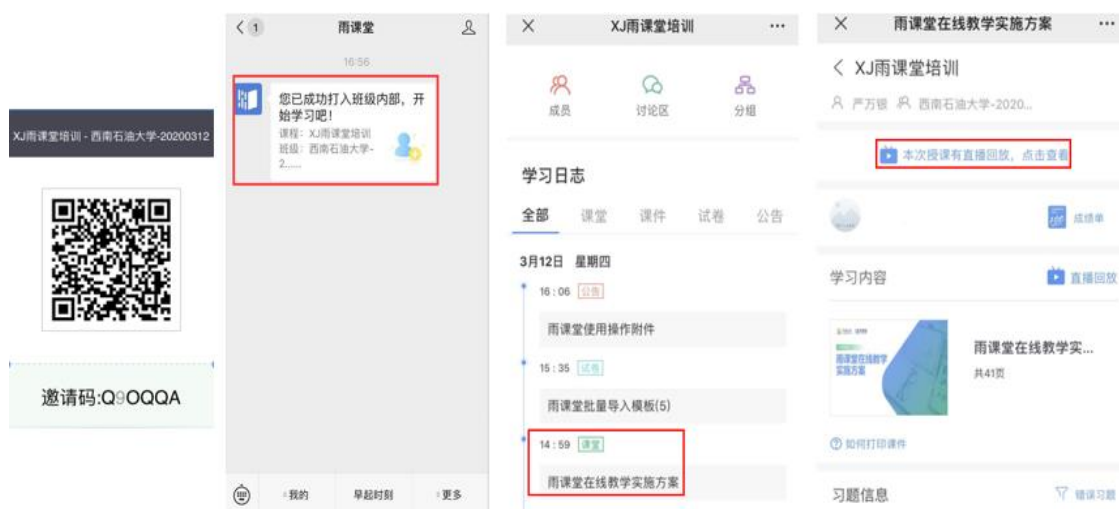 XJ雨课堂培训 - 西南石油大学-20200312
邀请码:Q9OQQA
1
雨课堂
16:56
您已成功打入班级内部，开
始学习吧！
课程：XJ雨课堂培训
班级：西南石油大学-
2......
我的
早起时刻
更多
XJ雨课堂培训
成员
讨论区
分组
学习日志
全部
课堂
课件
试卷
公告
3月12日 星期四
16:06 公告
雨课堂使用操作附件
15:35 试卷
雨课堂批量导入模板(5)
14:59 课堂
雨课堂在线教学实施方案
雨课堂在线教学实施方案
XJ雨课堂培训
严万银 西南石油大学-2020...
本次授课有直播回放，点击查看
成绩单
学习内容
直播回放
雨课堂在线教学
实施方案
雨课堂在线教学实...
共41页
如何打印课件
习题信息
错误习题